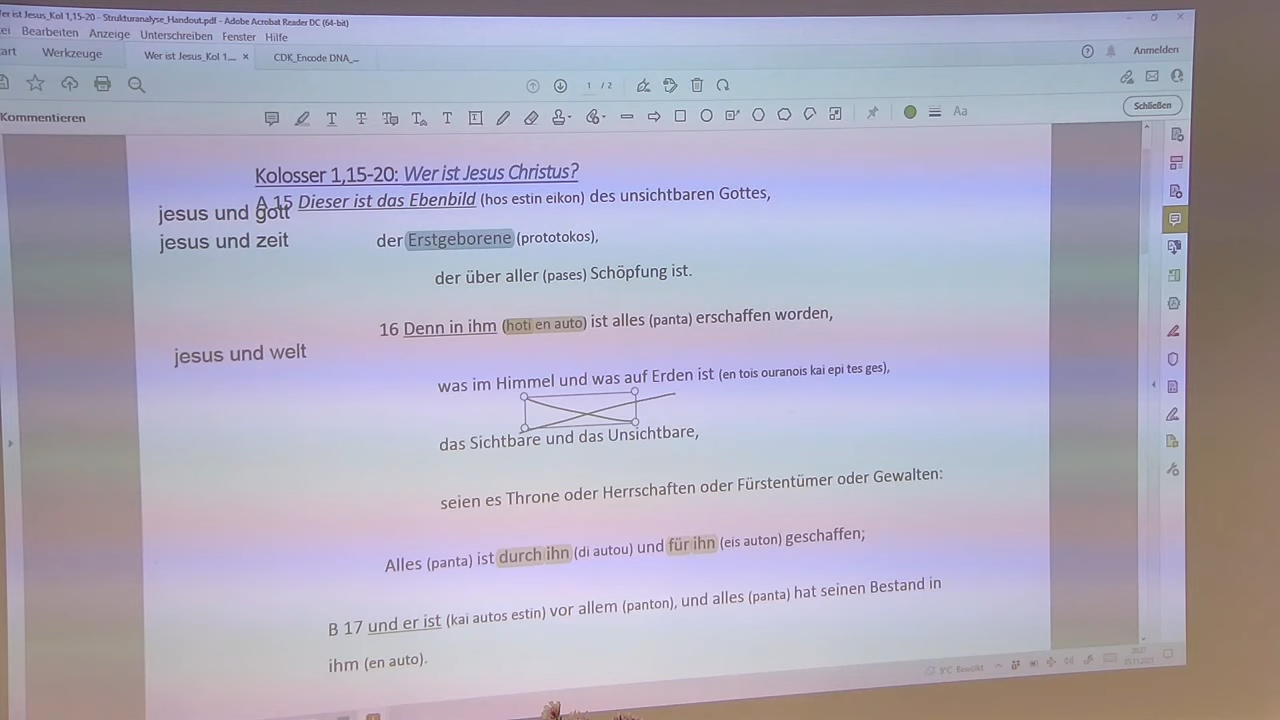 Wer ist Jesus_Kol 1,15-20 - Strukturanalyse_Handout.pdf - Adobe Acrobat Reader DC (64-bit)
ei Bearbeiten Anzeige Unterschreiben Fenster Hilfe
art Werkzeuge Wer ist Jesus_Kol 1,... × CDK_Encode DNA_... Anmelden
1 / 2
Kommentieren Aa Schließen
Kolosser 1,15-20: Wer ist Jesus Christus?
A 15 Dieser ist das Ebenbild (hos estin eikon) des unsichtbaren Gottes,
jesus und gott
jesus und zeit der Erstgeborene (prototokos),
der über aller (pases) Schöpfung ist.
16 Denn in ihm (hoti en auto) ist alles (panta) erschaffen worden,
jesus und welt
was im Himmel und was auf Erden ist (en tois ouranois kai epi tes ges),
das Sichtbare und das Unsichtbare,
seien es Throne oder Herrschaften oder Fürstentümer oder Gewalten:
Alles (panta) ist durch ihn (di autou) und für ihn (eis auton) geschaffen;
B 17 und er ist (kai autos estin) vor allem (panton), und alles (panta) hat seinen Bestand in
ihm (en auto).
9°C Bewölkt